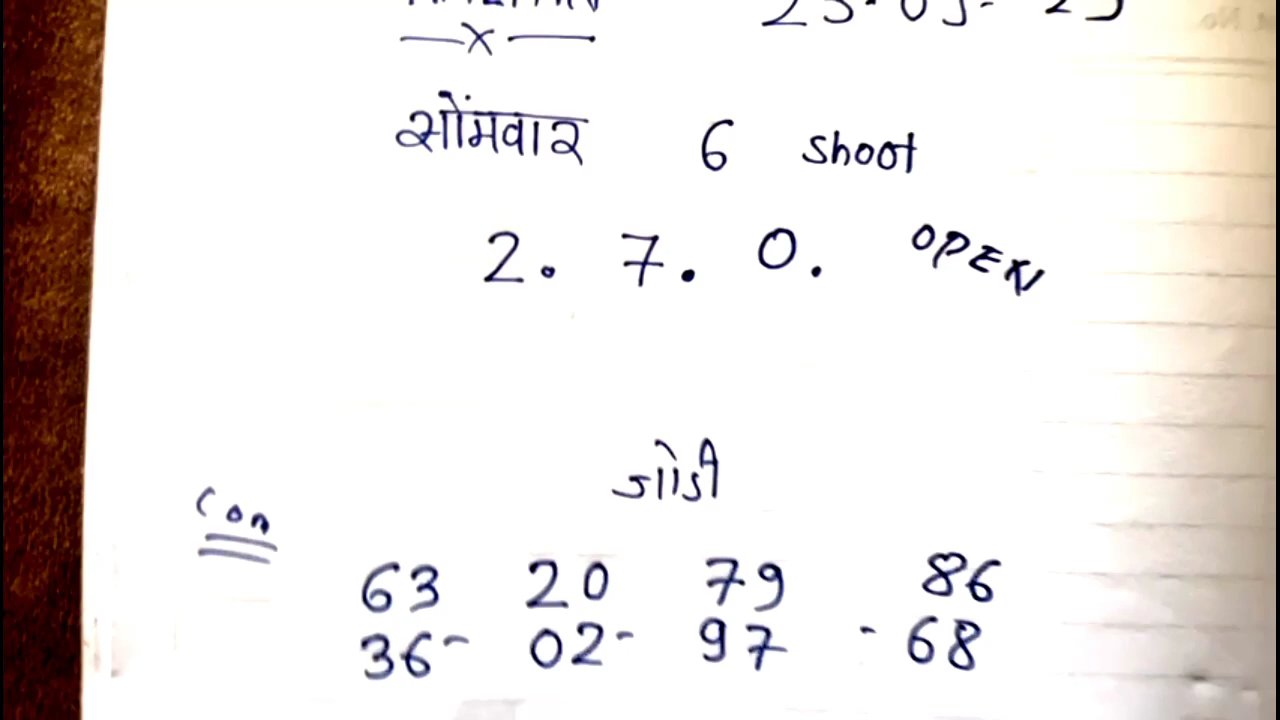 —x—
सोंमवार 6 shoot
2. 7. 0. OPEN
जोडी
Con
63 20 79 86
36- 02- 97 - 68